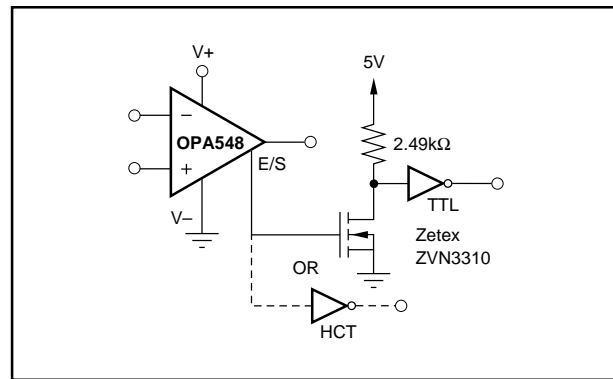 V+
5V
–
OPA548
+
E/S
V–
2.49kΩ
TTL
Zetex
ZVN3310
OR
HCT